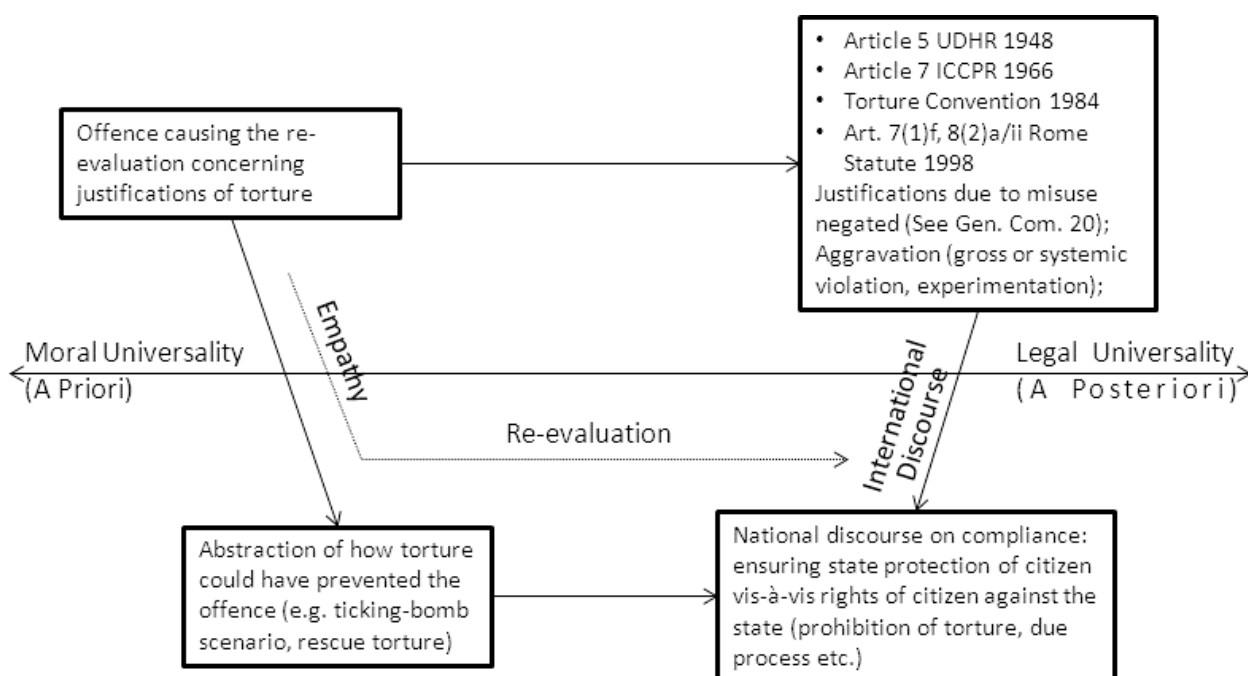 • Article 5 UDHR 1948
• Article 7 ICCPR 1966
• Torture Convention 1984
• Art. 7(1)f, 8(2)a/ii Rome
Statute 1998
Justifications due to misuse
negated (See Gen. Com. 20);
Aggravation (gross or systemic
violation, experimentation);
Offence causing the re-
evaluation concerning
justifications of torture
Empathy
Moral Universality
(A Priori)
Legal Universality
(A Posteriori)
International
Discourse
Re-evaluation
Abstraction of how torture
could have prevented the
offence (e.g. ticking-bomb
scenario, rescue torture)
National discourse on compliance:
ensuring state protection of citizen
vis-à-vis rights of citizen against the
state (prohibition of torture, due
process etc.)